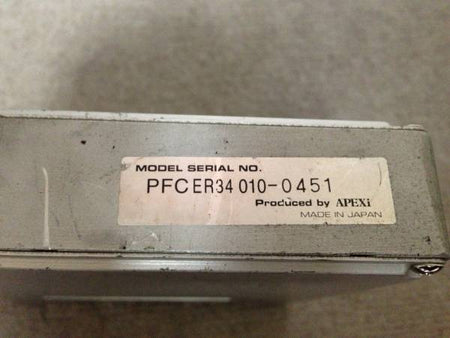 MODEL SERIAL NO.
PFCER34 010-0451
Produced by APEXi
MADE IN JAPAN